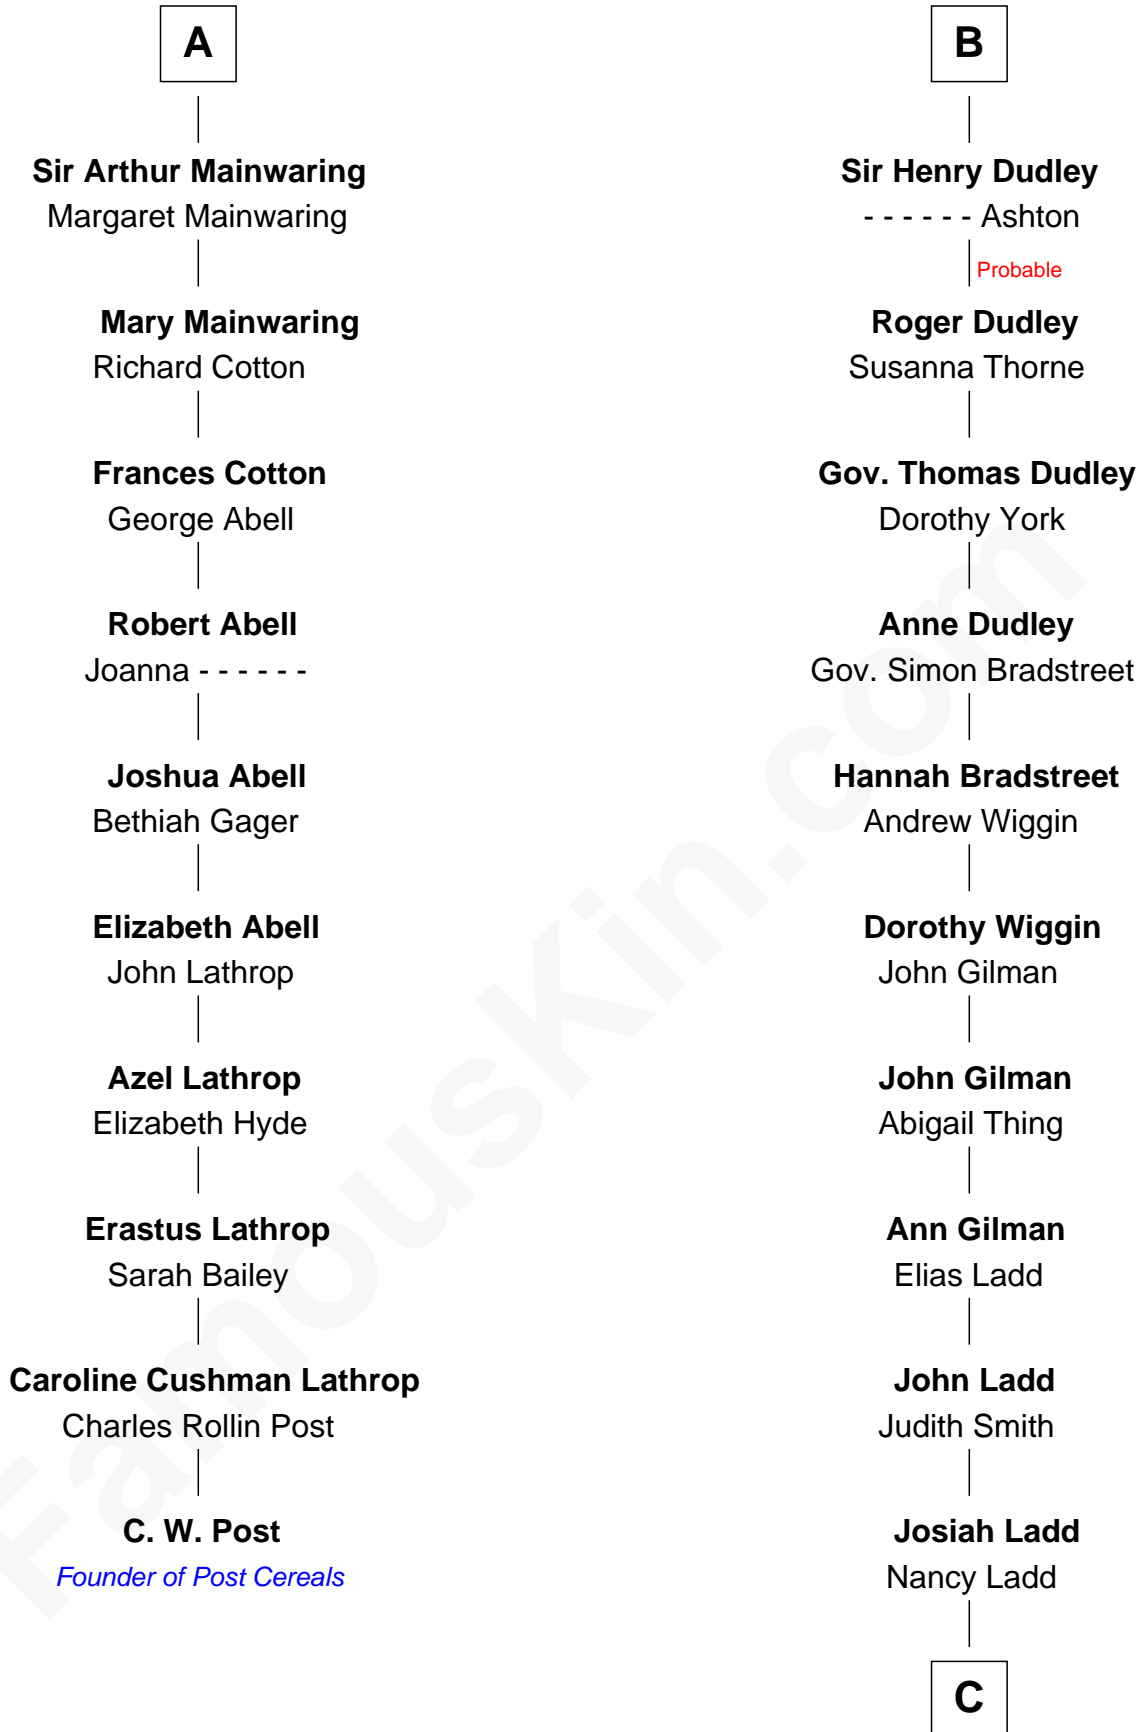 A
Sir Arthur Mainwaring
Margaret Mainwaring
Mary Mainwaring
Richard Cotton
Frances Cotton
George Abell
Robert Abell
Joanna - - - - - -
Joshua Abell
Bethiah Gager
Elizabeth Abell
John Lathrop
Azel Lathrop
Elizabeth Hyde
Erastus Lathrop
Sarah Bailey
Caroline Cushman Lathrop
Charles Rollin Post
C. W. Post
Founder of Post Cereals
B
Sir Henry Dudley
- - - - - - Ashton
Probable
Roger Dudley
Susanna Thorne
Gov. Thomas Dudley
Dorothy York
Anne Dudley
Gov. Simon Bradstreet
Hannah Bradstreet
Andrew Wiggin
Dorothy Wiggin
John Gilman
John Gilman
Abigail Thing
Ann Gilman
Elias Ladd
John Ladd
Judith Smith
Josiah Ladd
Nancy Ladd
C
FamousKin.com